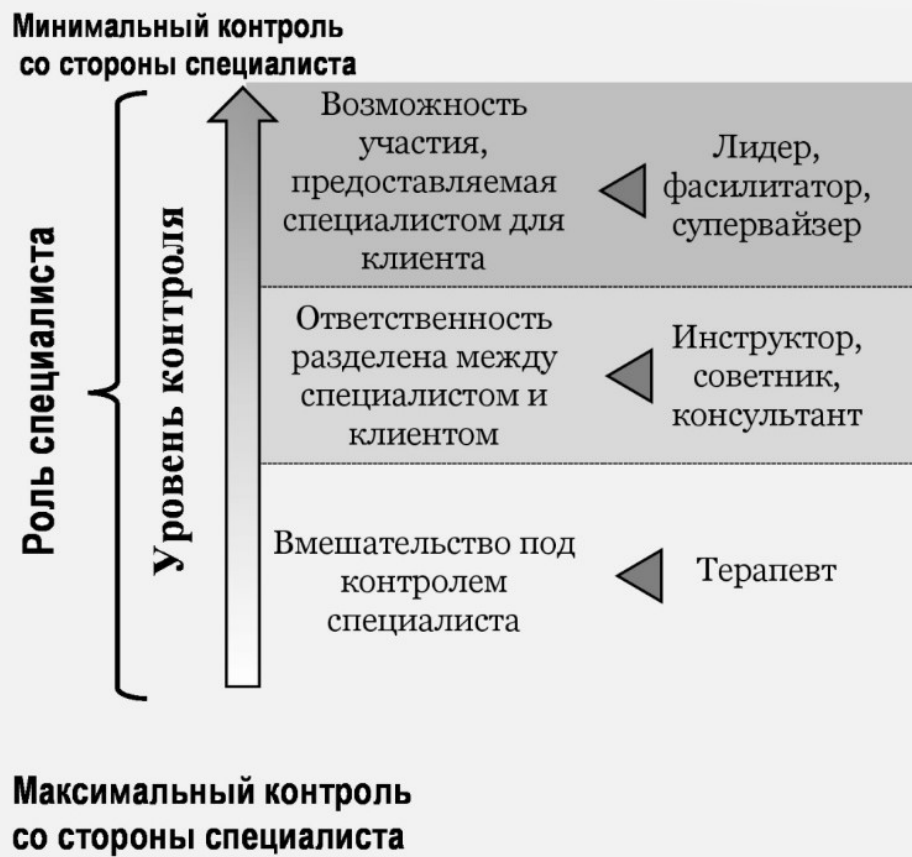 Минимальный контроль
со стороны специалиста
Роль специалиста
Уровень контроля
Возможность
участия,
предоставляемая
специалистом для
клиента
Лидер,
фасилитатор,
супервайзер
Ответственность
разделена между
специалистом и
клиентом
Инструктор,
советник,
консультант
Вмешательство под
контролем
специалиста
Терапевт
Максимальный контроль
со стороны специалиста